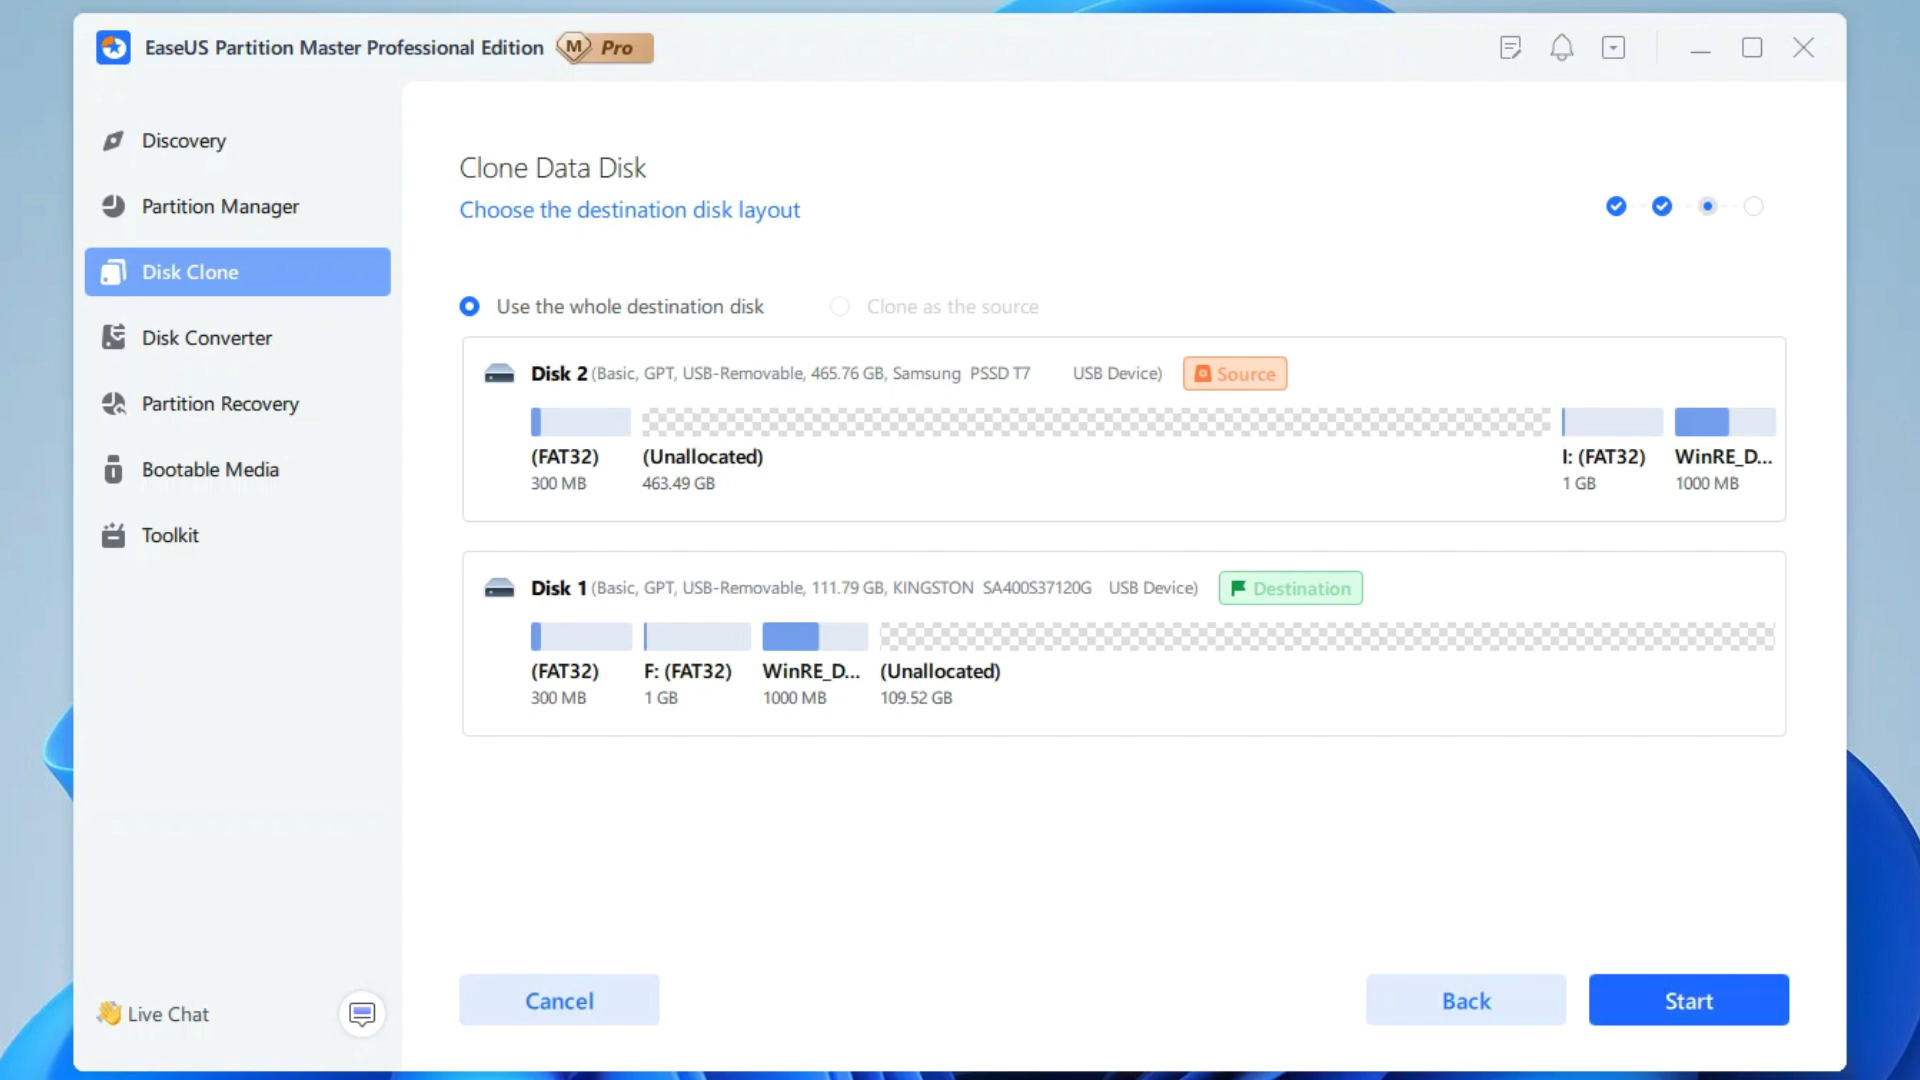 EaseUS Partition Master Professional Edition M Pro
Discovery
Partition Manager
Disk Clone
Disk Converter
Partition Recovery
Bootable Media
Toolkit
Live Chat
Clone Data Disk
Choose the destination disk layout
Use the whole destination disk Clone as the source
Disk 2 (Basic, GPT, USB-Removable, 465.76 GB, Samsung PSSD T7 USB Device) Source
(FAT32) (Unallocated) I: (FAT32) WinRE_D...
300 MB 463.49 GB 1 GB 1000 MB
Disk 1 (Basic, GPT, USB-Removable, 111.79 GB, KINGSTON SA400S37120G USB Device) Destination
(FAT32) F: (FAT32) WinRE_D... (Unallocated)
300 MB 1 GB 1000 MB 109.52 GB
Cancel Back Start